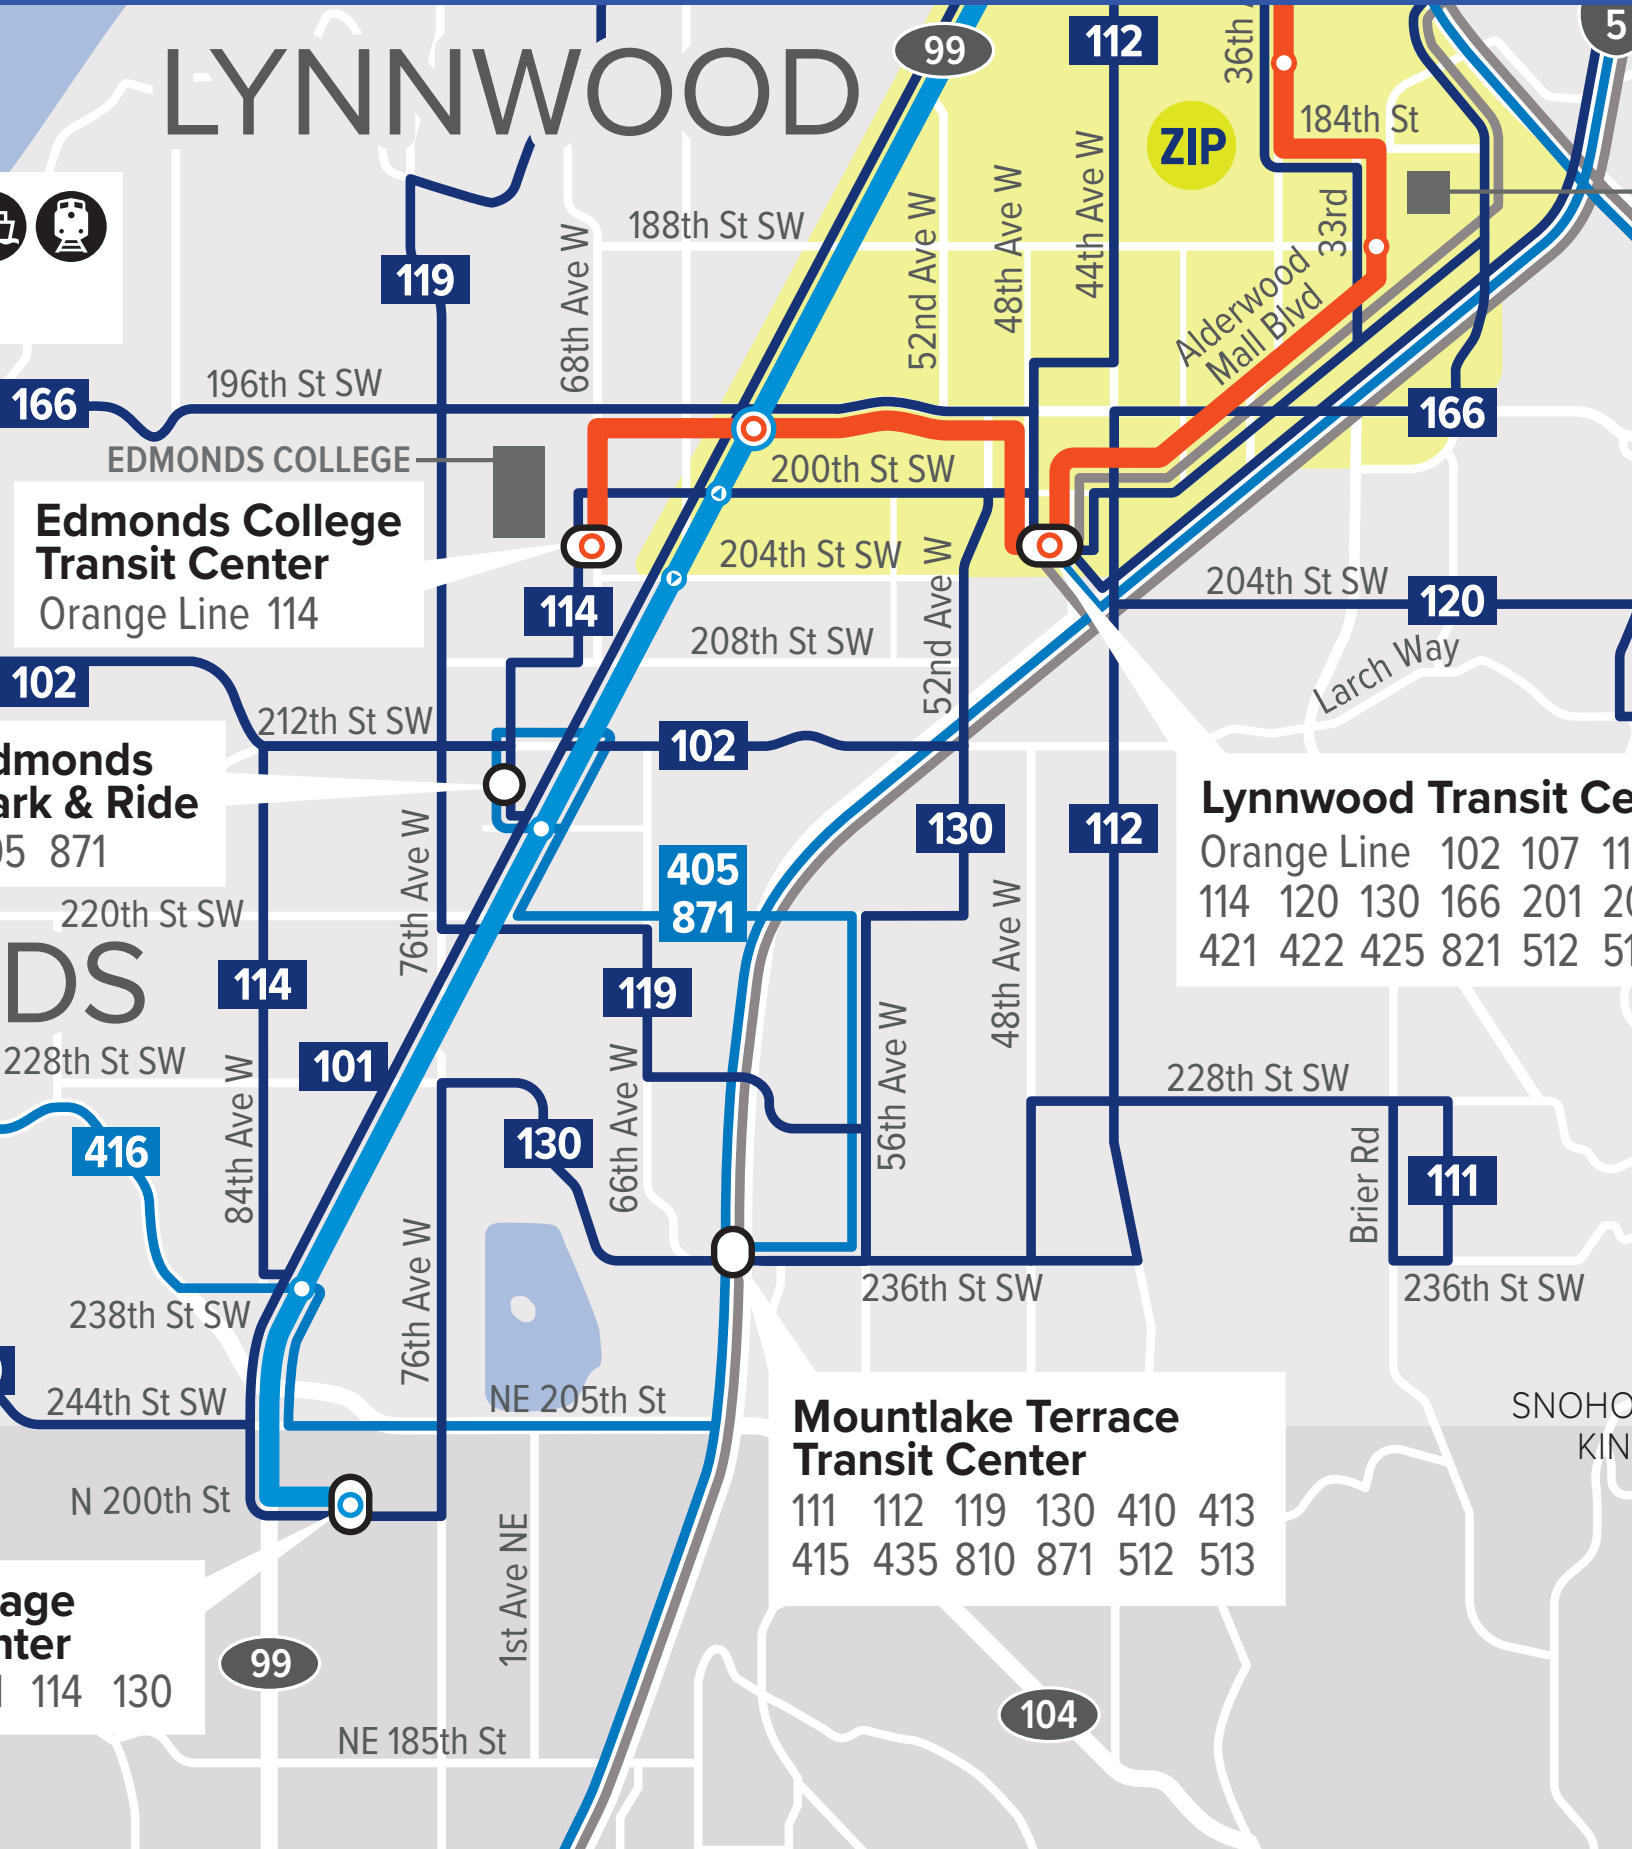 LYNNWOOD
99
112
36th
5
184th St
ZIP
33rd
188th St SW
68th Ave W
52nd Ave W
48th Ave W
44th Ave W
119
Alderwood
Mall Blvd
166
196th St SW
166
EDMONDS COLLEGE
200th St SW
Edmonds College
Transit Center
Orange Line 114
204th St SW
204th St SW
120
114
52nd Ave W
208th St SW
Larch Way
102
212th St SW
102
dmonds
ark & Ride
95 871
76th Ave W
130
112
Lynnwood Transit Ce
Orange Line 102 107 11
114 120 130 166 201 20
421 422 425 821 512 51
405
871
220th St SW
DS
114
119
48th Ave W
56th Ave W
228th St SW
101
84th Ave W
66th Ave W
228th St SW
416
130
Brier Rd
111
76th Ave W
236th St SW
236th St SW
238th St SW
244th St SW
NE 205th St
Mountlake Terrace
Transit Center
111 112 119 130 410 413
415 435 810 871 512 513
SNOHO
KIN
N 200th St
1st Ave NE
age
nter
114 130
99
104
NE 185th St